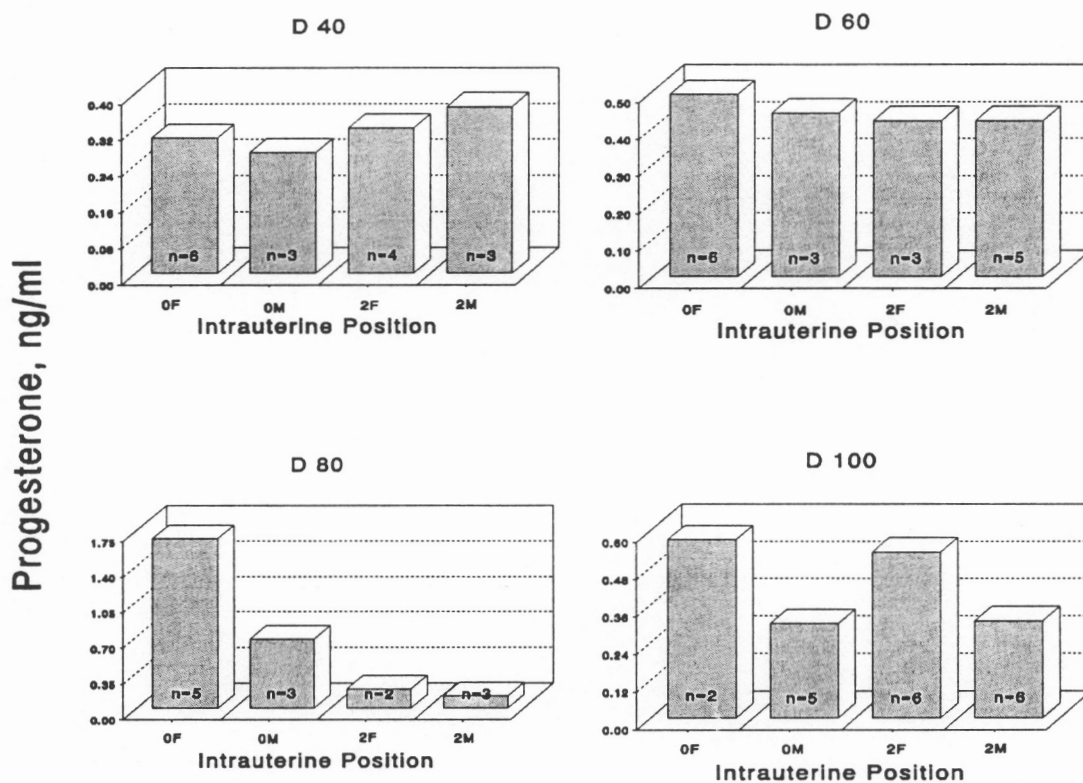 Progesterone, ng/ml
D 40
0.40
0.32
0.24
0.16
0.08
0.00
n=6
n=3
n=4
n=3
0F
0M
2F
2M
Intrauterine Position
D 60
0.50
0.40
0.30
0.20
0.10
0.00
n=6
n=3
n=3
n=5
0F
0M
2F
2M
Intrauterine Position
D 80
1.75
1.40
1.05
0.70
0.35
0.00
n=5
n=3
n=2
n=3
0F
0M
2F
2M
Intrauterine Position
D 100
0.60
0.48
0.36
0.24
0.12
0.00
n=2
n=5
n=6
n=6
0F
0M
2F
2M
Intrauterine Position